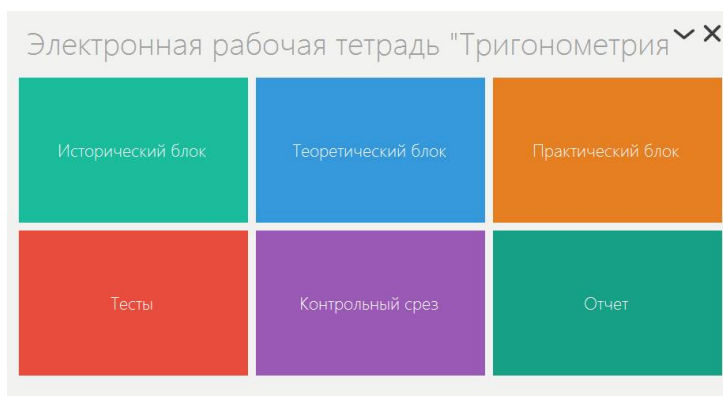 Электронная рабочая тетрадь "Тригонометрия
Исторический блок
Теоретический блок
Практический блок
Тесты
Контрольный срез
Отчет